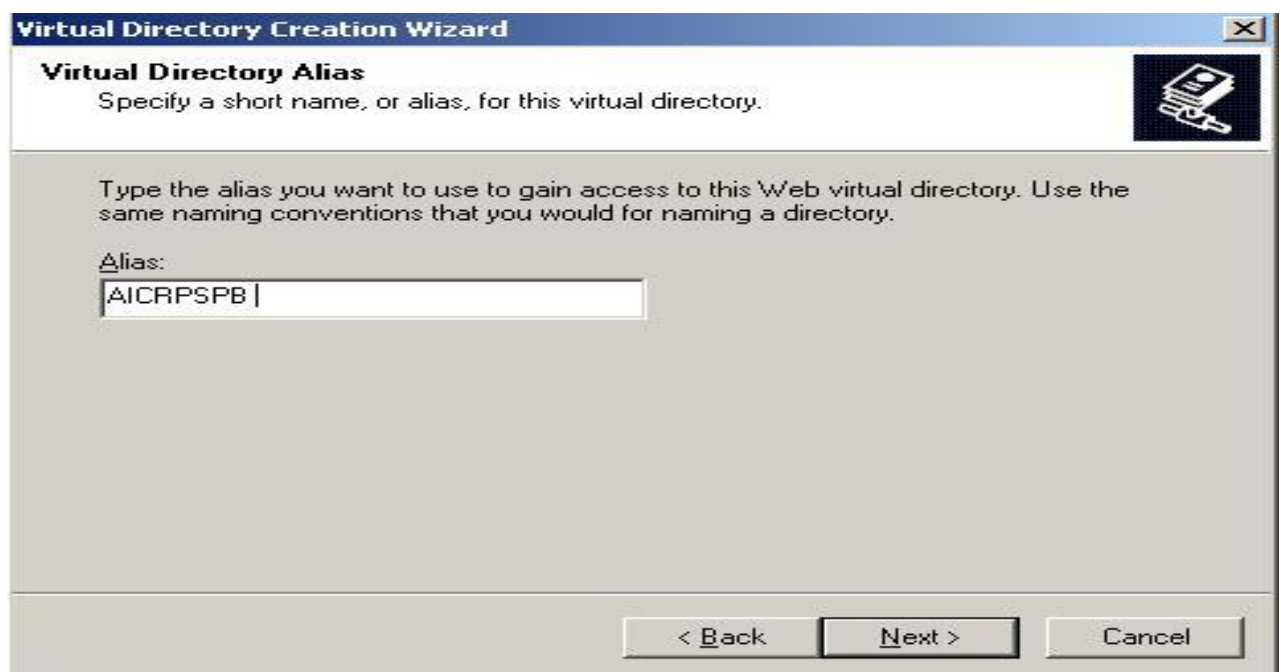 Virtual Directory Creation Wizard
Virtual Directory Alias
Specify a short name, or alias, for this virtual directory.
Type the alias you want to use to gain access to this Web virtual directory. Use the
same naming conventions that you would for naming a directory.
Alias:
AICRPSPB
< Back Next > Cancel